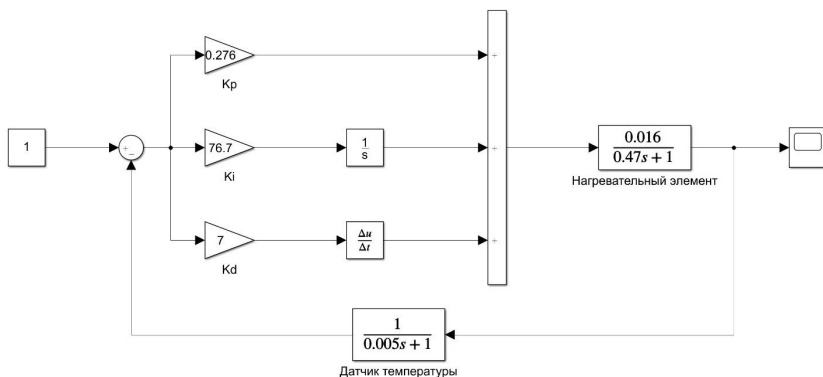 0.276
Kp
1
76.7
1
s
Ki
0.016
0.47s + 1
Нагревательный элемент
7
Δu
Δt
Kd
1
0.005s + 1
Датчик температуры